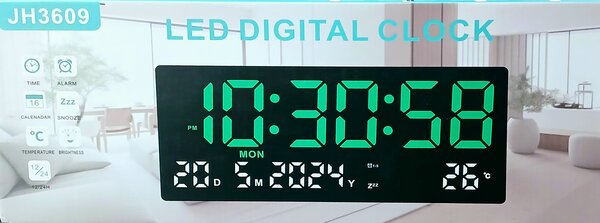 JH3609
LED DIGITAL CLOCK
TIME ALARM
16 Zzz
CALENADAR SNOOZE
°C
TEMPERATURE BRIGHTNESS
12/24
12/24H
PM 10:30:58
MON
20 D 5 M 2024 Y zzz 26 °C